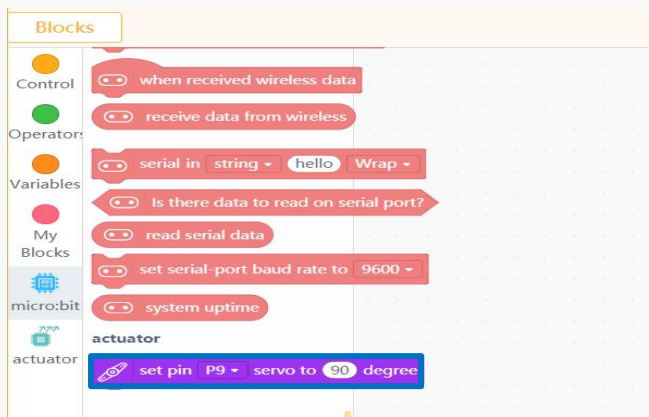 Blocks
Control
Operators
Variables
My
Blocks
micro:bit
actuator
when received wireless data
receive data from wireless
serial in string hello Wrap
Is there data to read on serial port?
read serial data
set serial-port baud rate to 9600
system uptime
actuator
set pin P9 servo to 90 degree